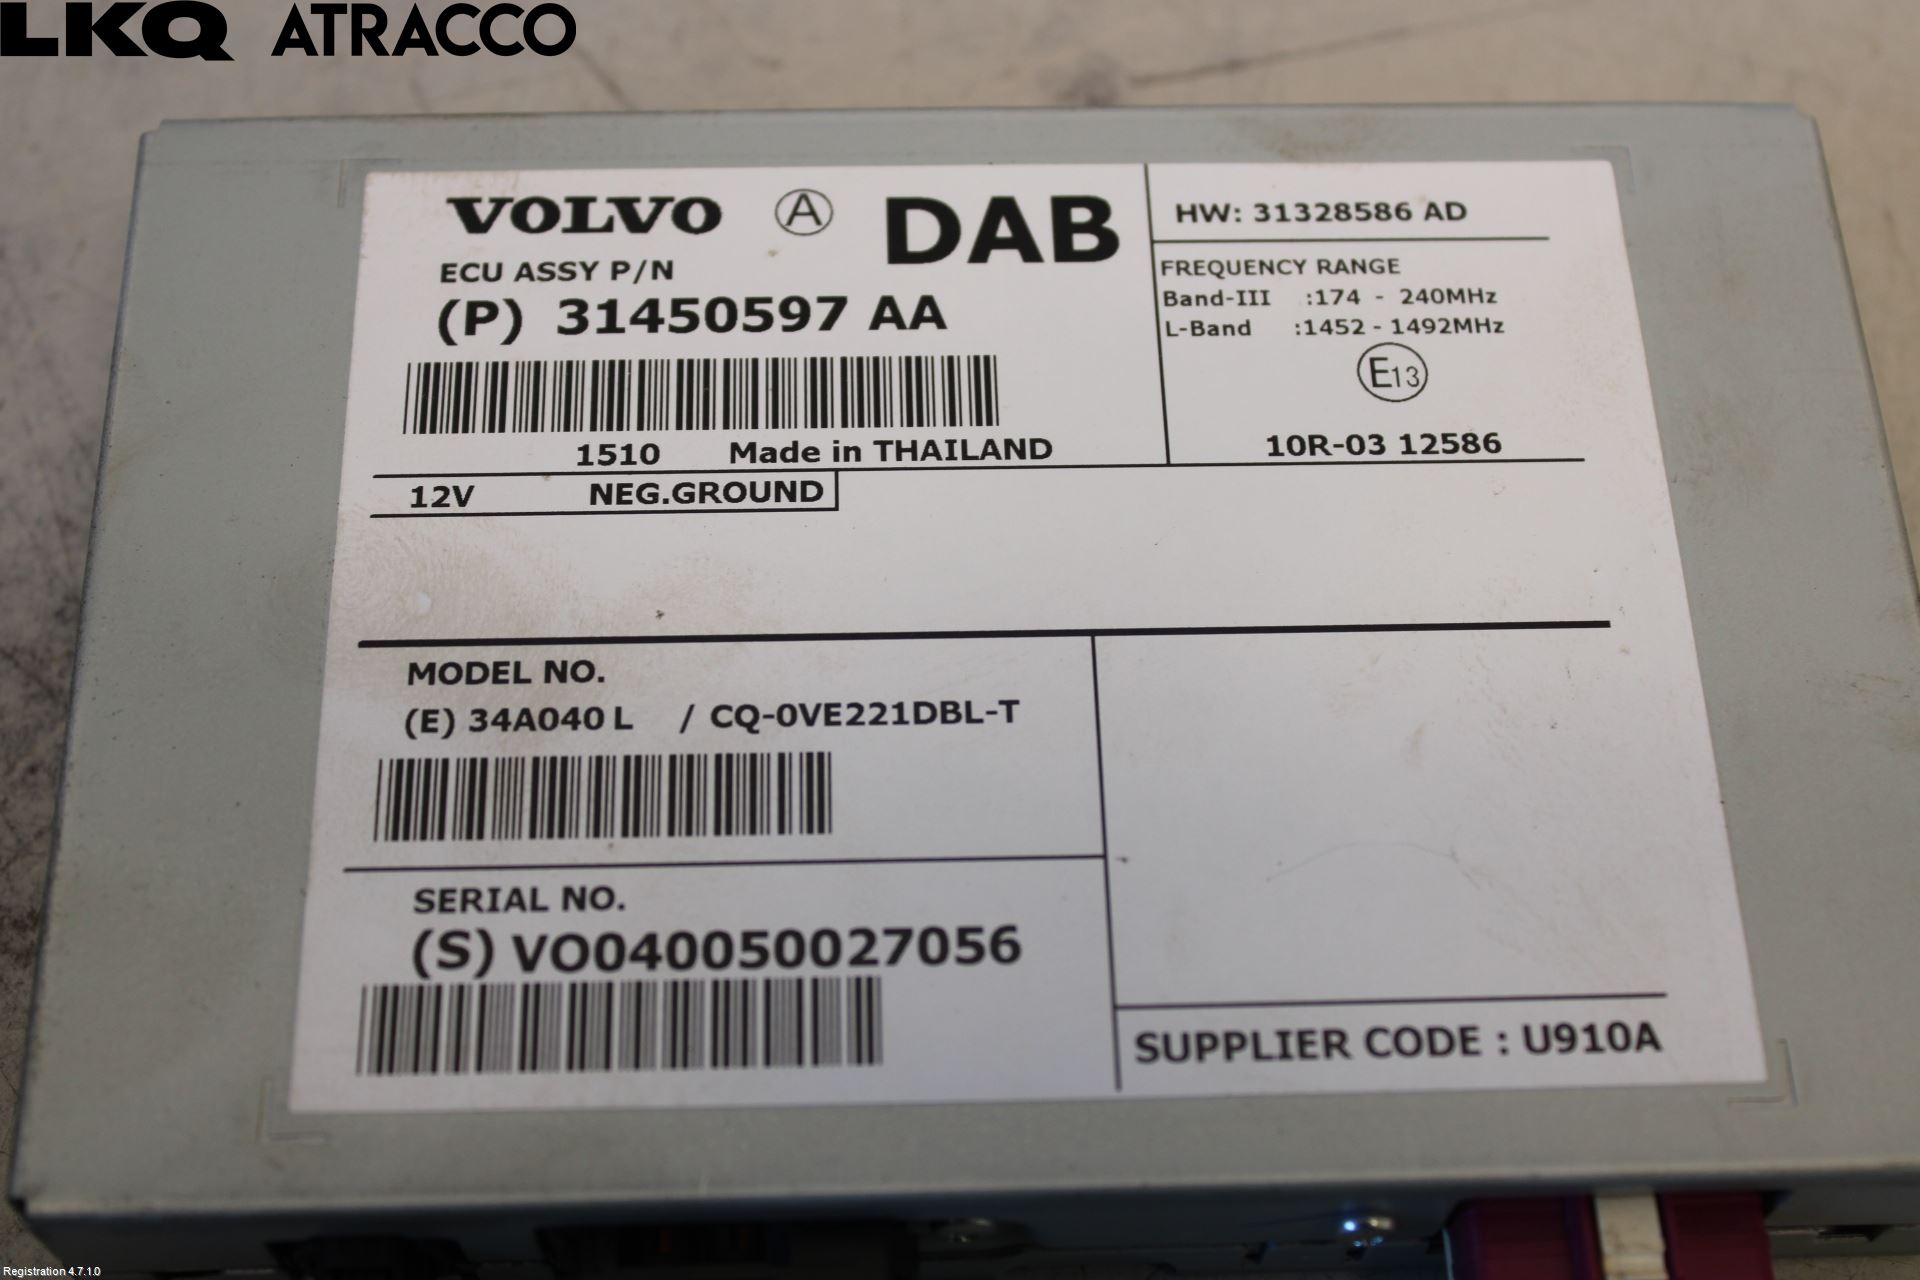 LKQ ATRACCO
VOLVO A DAB
ECU ASSY P/N
(P) 31450597 AA
1510 Made in THAILAND
12V NEG.GROUND
HW: 31328586 AD
FREQUENCY RANGE
Band-III :174 - 240MHz
L-Band :1452 - 1492MHz
E13
10R-03 12586
MODEL NO.
(E) 34A040 L / CQ-0VE221DBL-T
SERIAL NO.
(S) VO040050027056
SUPPLIER CODE : U910A
Registration 4.7.1.0